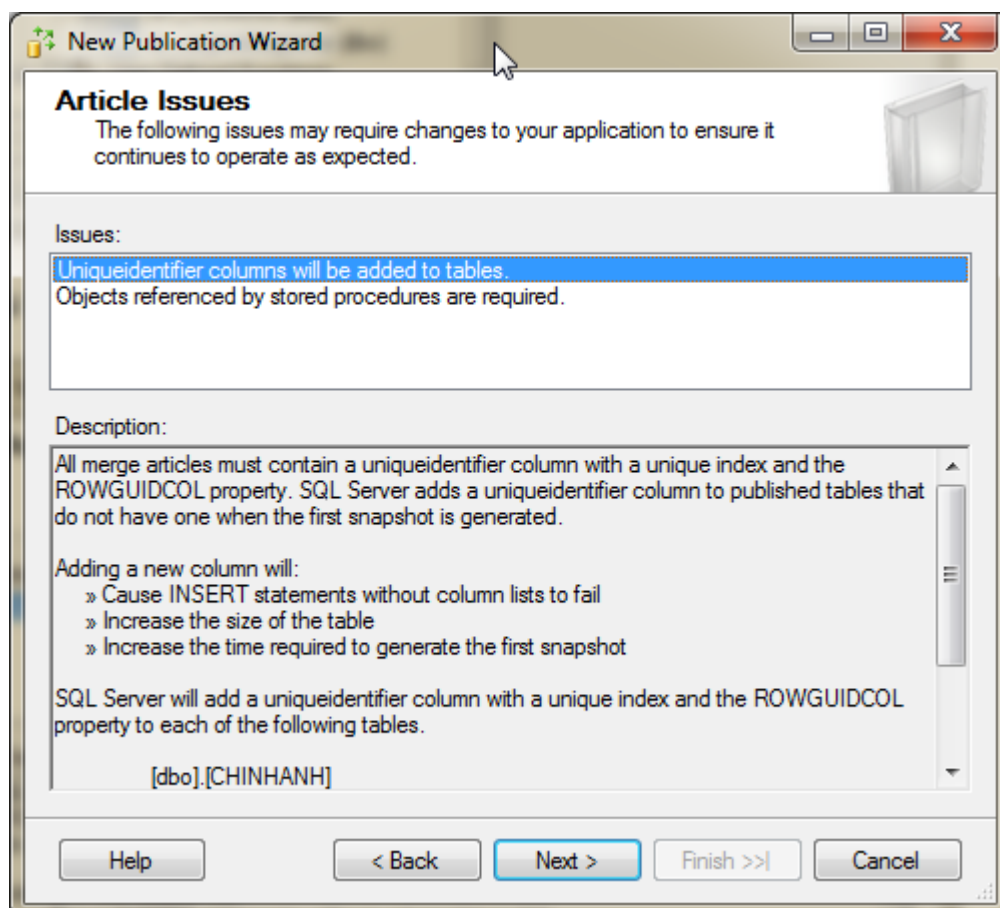 New Publication Wizard
Article Issues
The following issues may require changes to your application to ensure it
continues to operate as expected.
Issues:
Uniqueidentifier columns will be added to tables.
Objects referenced by stored procedures are required.
Description:
All merge articles must contain a uniqueidentifier column with a unique index and the
ROWGUIDCOL property. SQL Server adds a uniqueidentifier column to published tables that
do not have one when the first snapshot is generated.
Adding a new column will:
» Cause INSERT statements without column lists to fail
» Increase the size of the table
» Increase the time required to generate the first snapshot
SQL Server will add a uniqueidentifier column with a unique index and the ROWGUIDCOL
property to each of the following tables.
[dbo].[CHINHANH]
Help
< Back
Next >
Finish >>|
Cancel